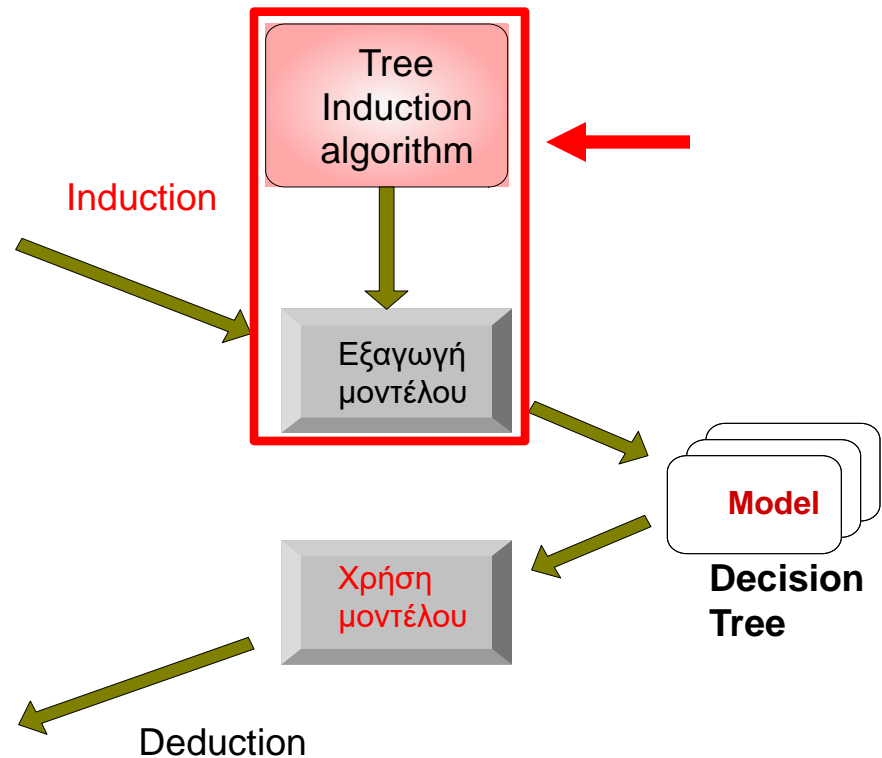 Tree
Induction
algorithm
Induction
Εξαγωγή
μοντέλου
Model
Decision
Tree
Χρήση
μοντέλου
Deduction